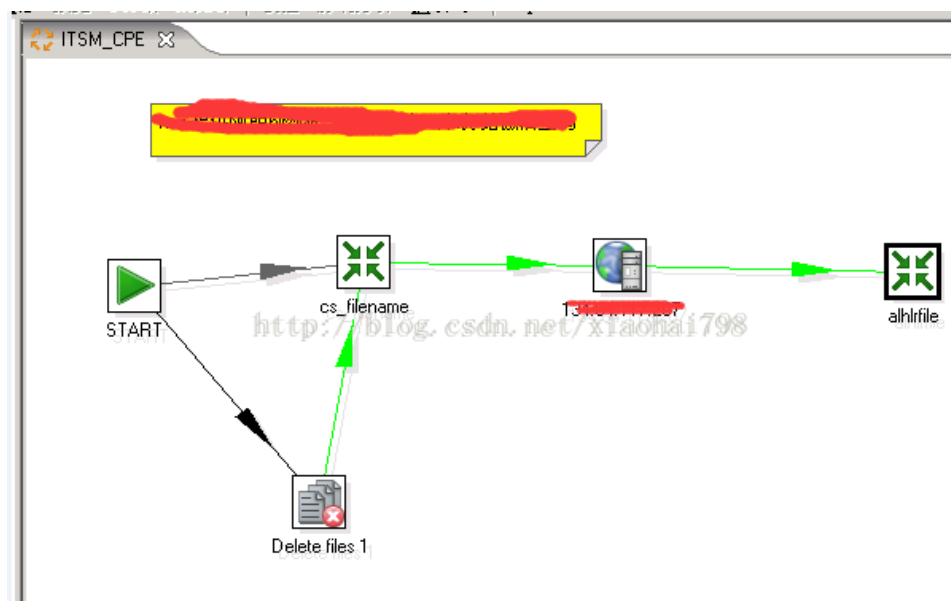 ITSM_CPE
cs_filename
START
alhlrfile
http://blog.csdn.net/xiaohai798
Delete files 1